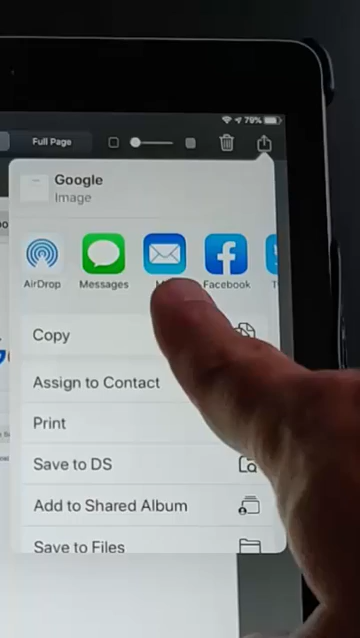 79%
Full Page
Google
Image
AirDrop
Messages
Facebook
Copy
Assign to Contact
Print
Save to DS
Add to Shared Album
Save to Files